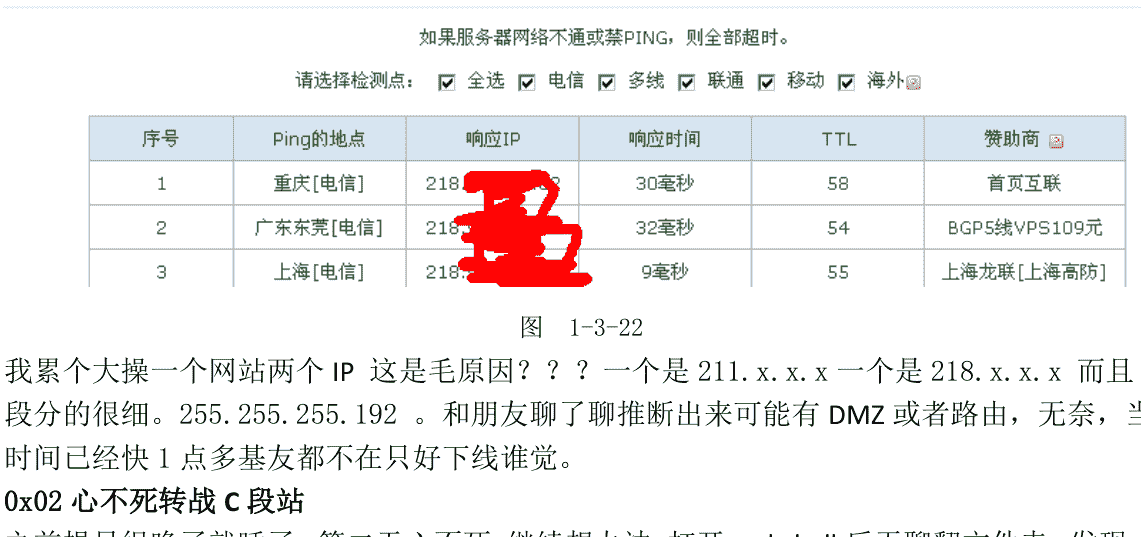 如果服务器网络不通或禁PING，则全部超时。
请选择检测点： 全选 电信 多线 联通 移动 海外
序号 Ping的地点 响应IP 响应时间 TTL 赞助商
1 重庆[电信] 218. 30毫秒 58 首页互联
2 广东东莞[电信] 218 32毫秒 54 BGP5线VPS109元
3 上海[电信] 218. 9毫秒 55 上海龙联[上海高防]
图 1-3-22
我累个大操一个网站两个 IP 这是毛原因？？？一个是 211.x.x.x 一个是 218.x.x.x 而且
段分的很细。255.255.255.192 。和朋友聊了聊推断出来可能有 DMZ 或者路由，无奈，当
时间已经快 1 点多基友都不在只好下线谁觉。
0x02 心不死转战 C 段站